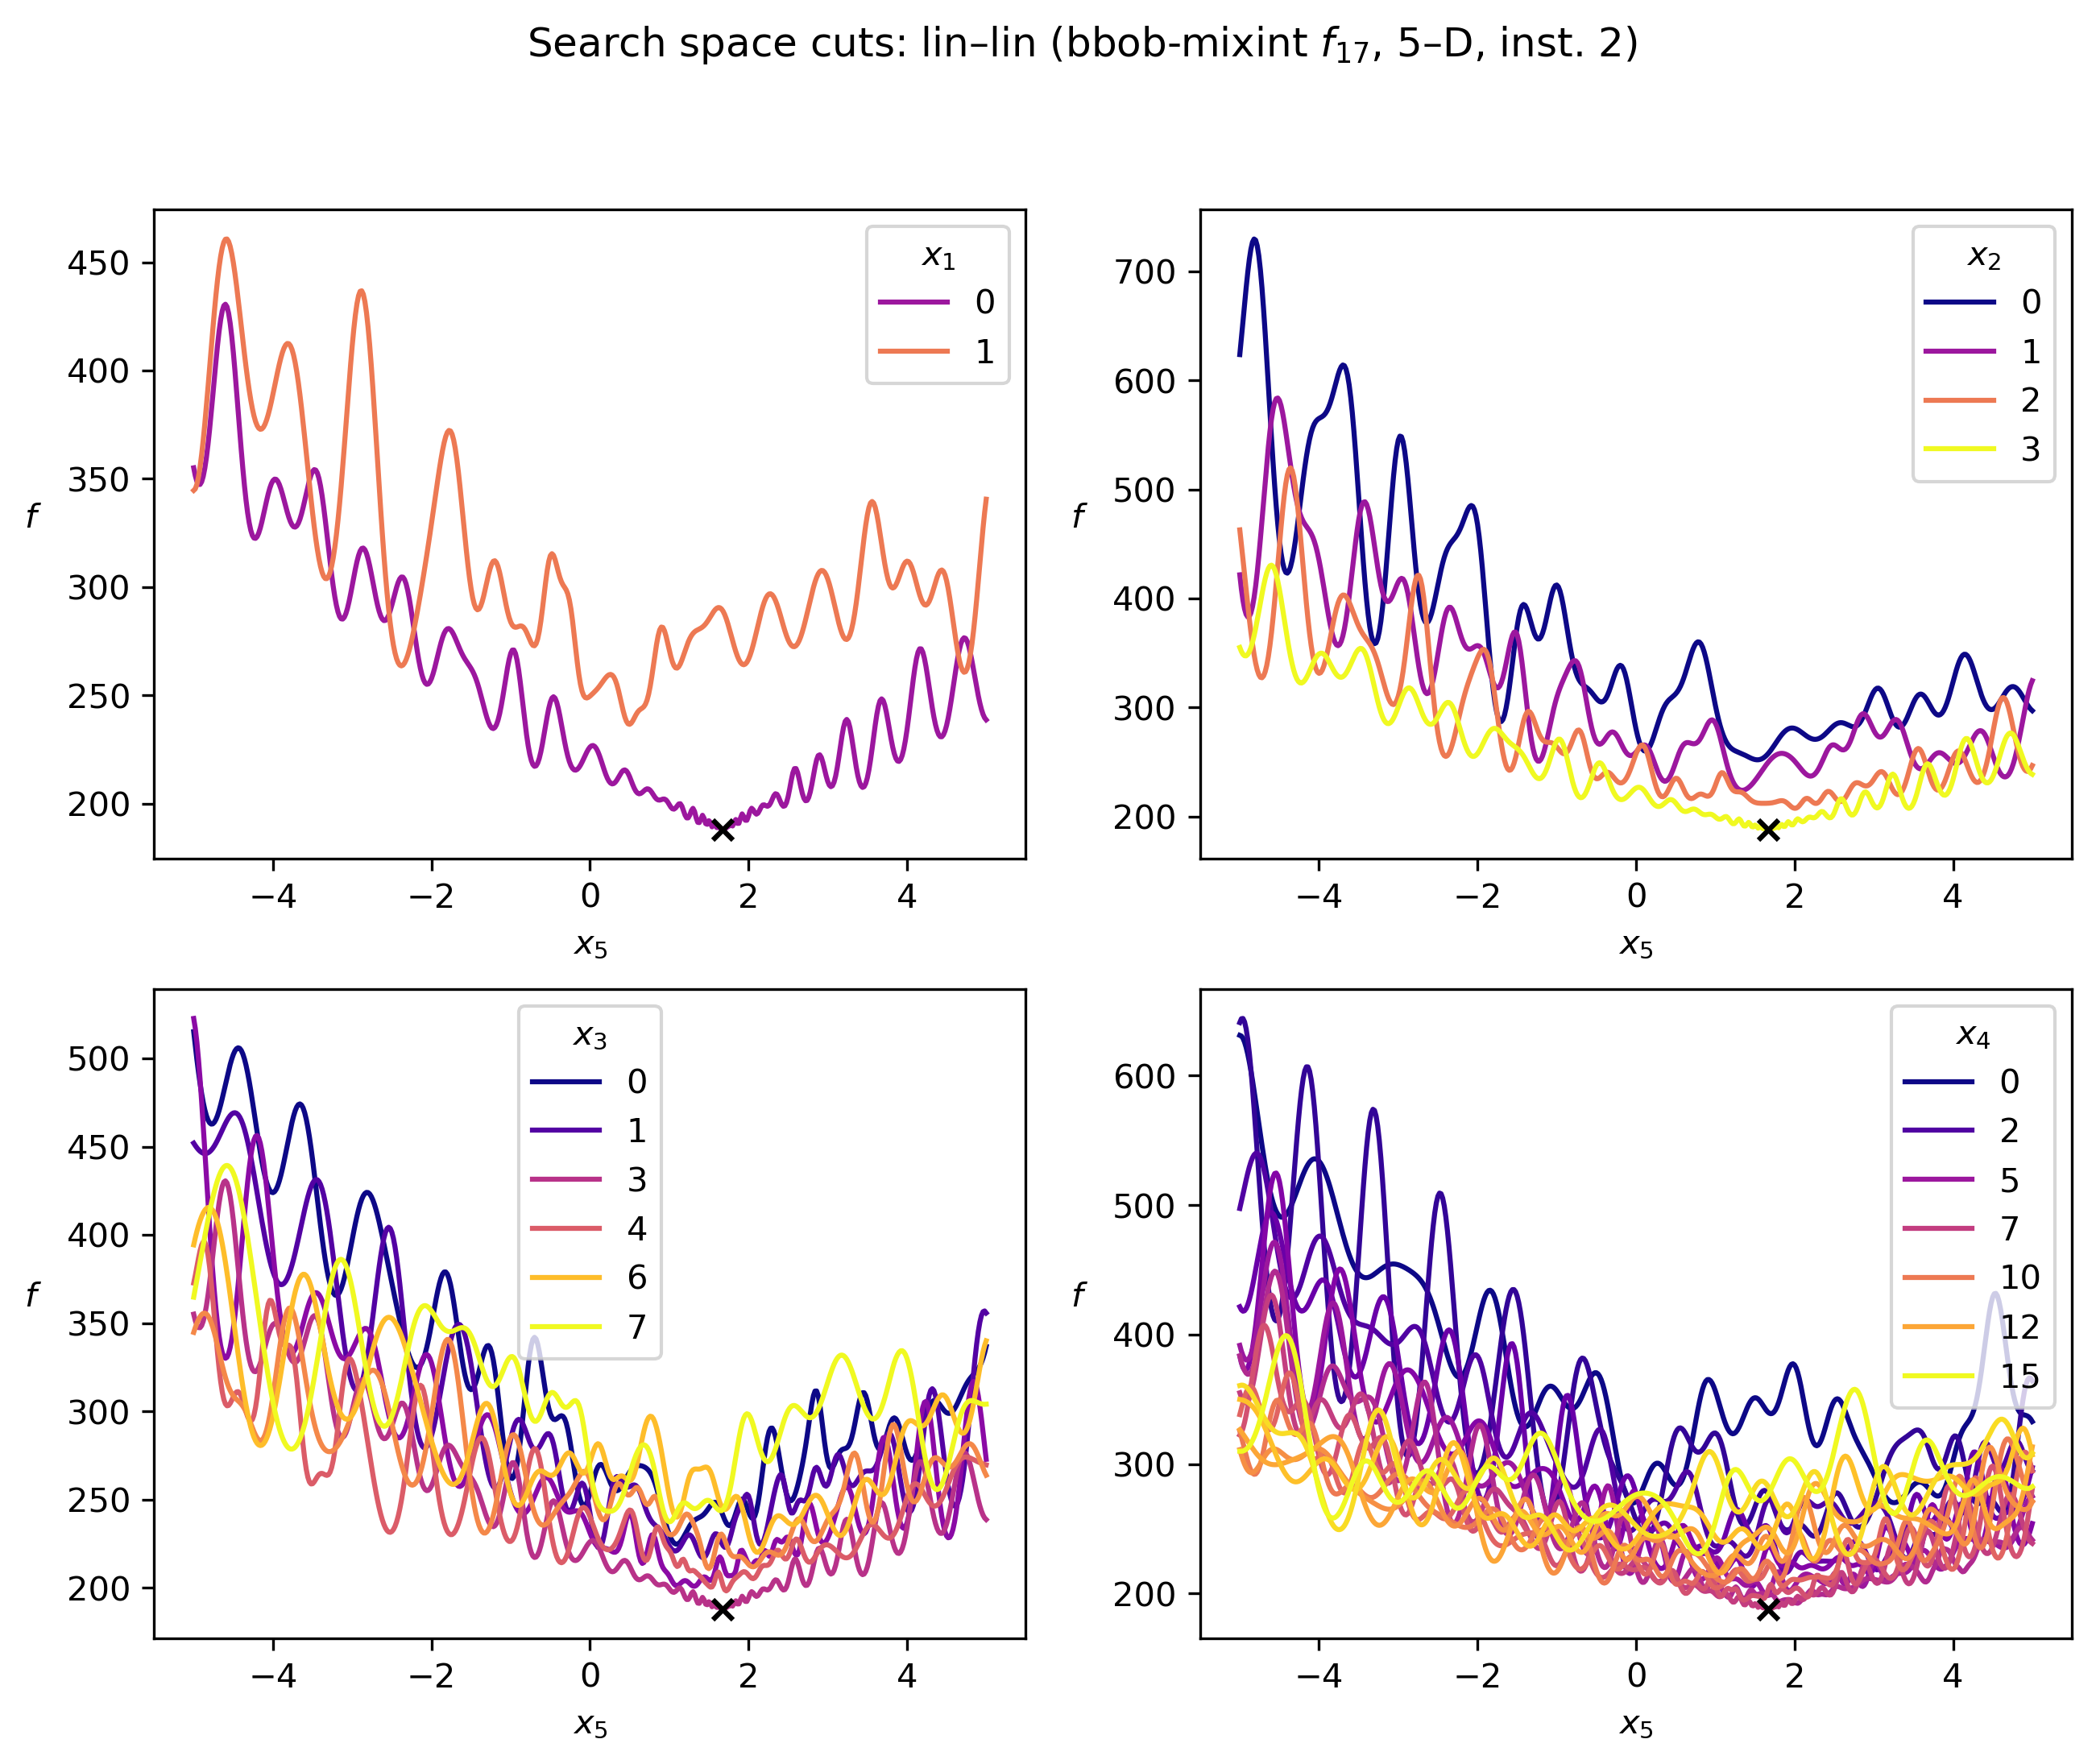 Search space cuts: lin–lin (bbob-mixint f₁₇, 5–D, inst. 2)
450
400
350
300
250
200
f
−4 −2 0 2 4
x₅
x₁
0
1
700
600
500
400
300
200
f
−4 −2 0 2 4
x₅
x₂
0
1
2
3
500
450
400
350
300
250
200
f
−4 −2 0 2 4
x₅
x₃
0
1
3
4
6
7
600
500
400
300
200
f
−4 −2 0 2 4
x₅
x₄
0
2
5
7
10
12
15